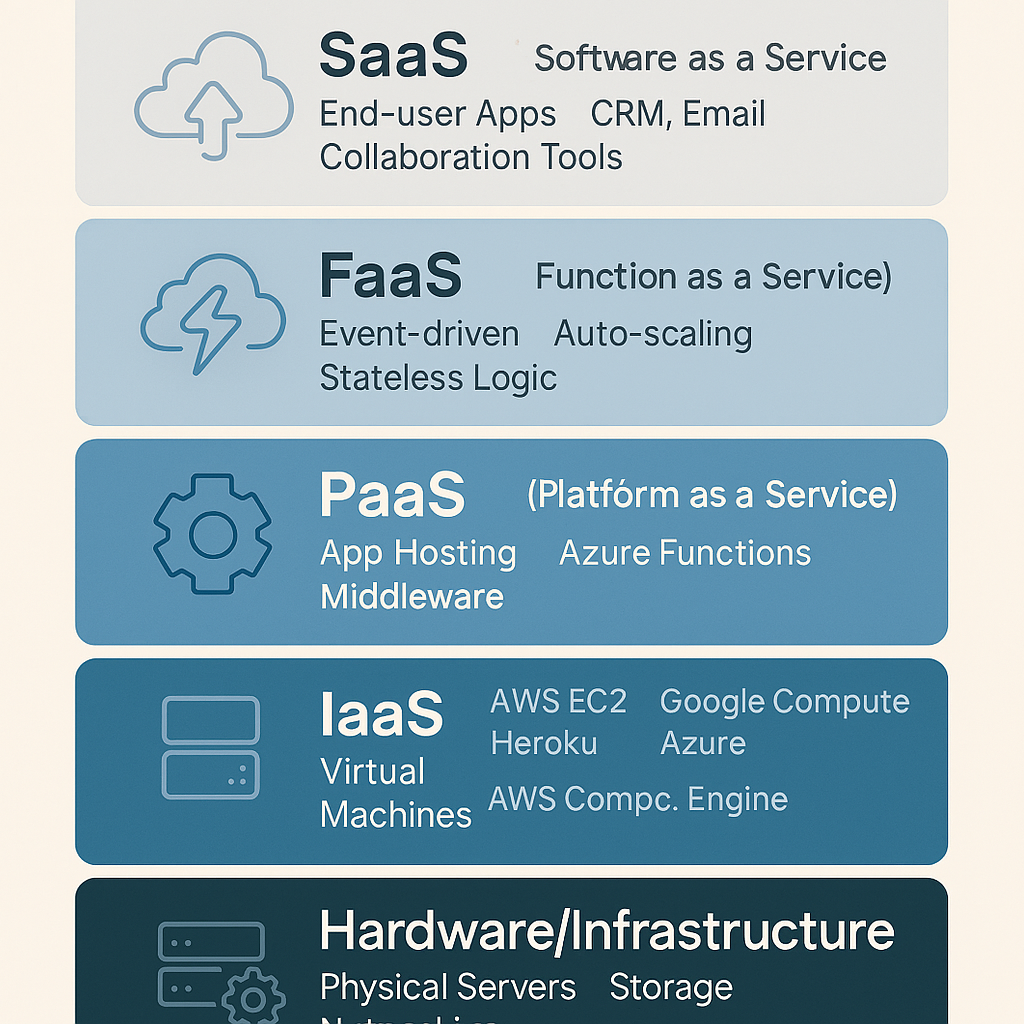 SaaS Software as a Service
End-user Apps CRM, Email
Collaboration Tools
FaaS Function as a Service)
Event-driven Auto-scaling
Stateless Logic
PaaS (Platfórm as a Service)
App Hosting Azure Functions
Middleware
IaaS
Virtual
Machines
AWS EC2 Google Compute
Heroku Azure
AWS Compc. Engine
Hardware/Infrastructure
Physical Servers Storage